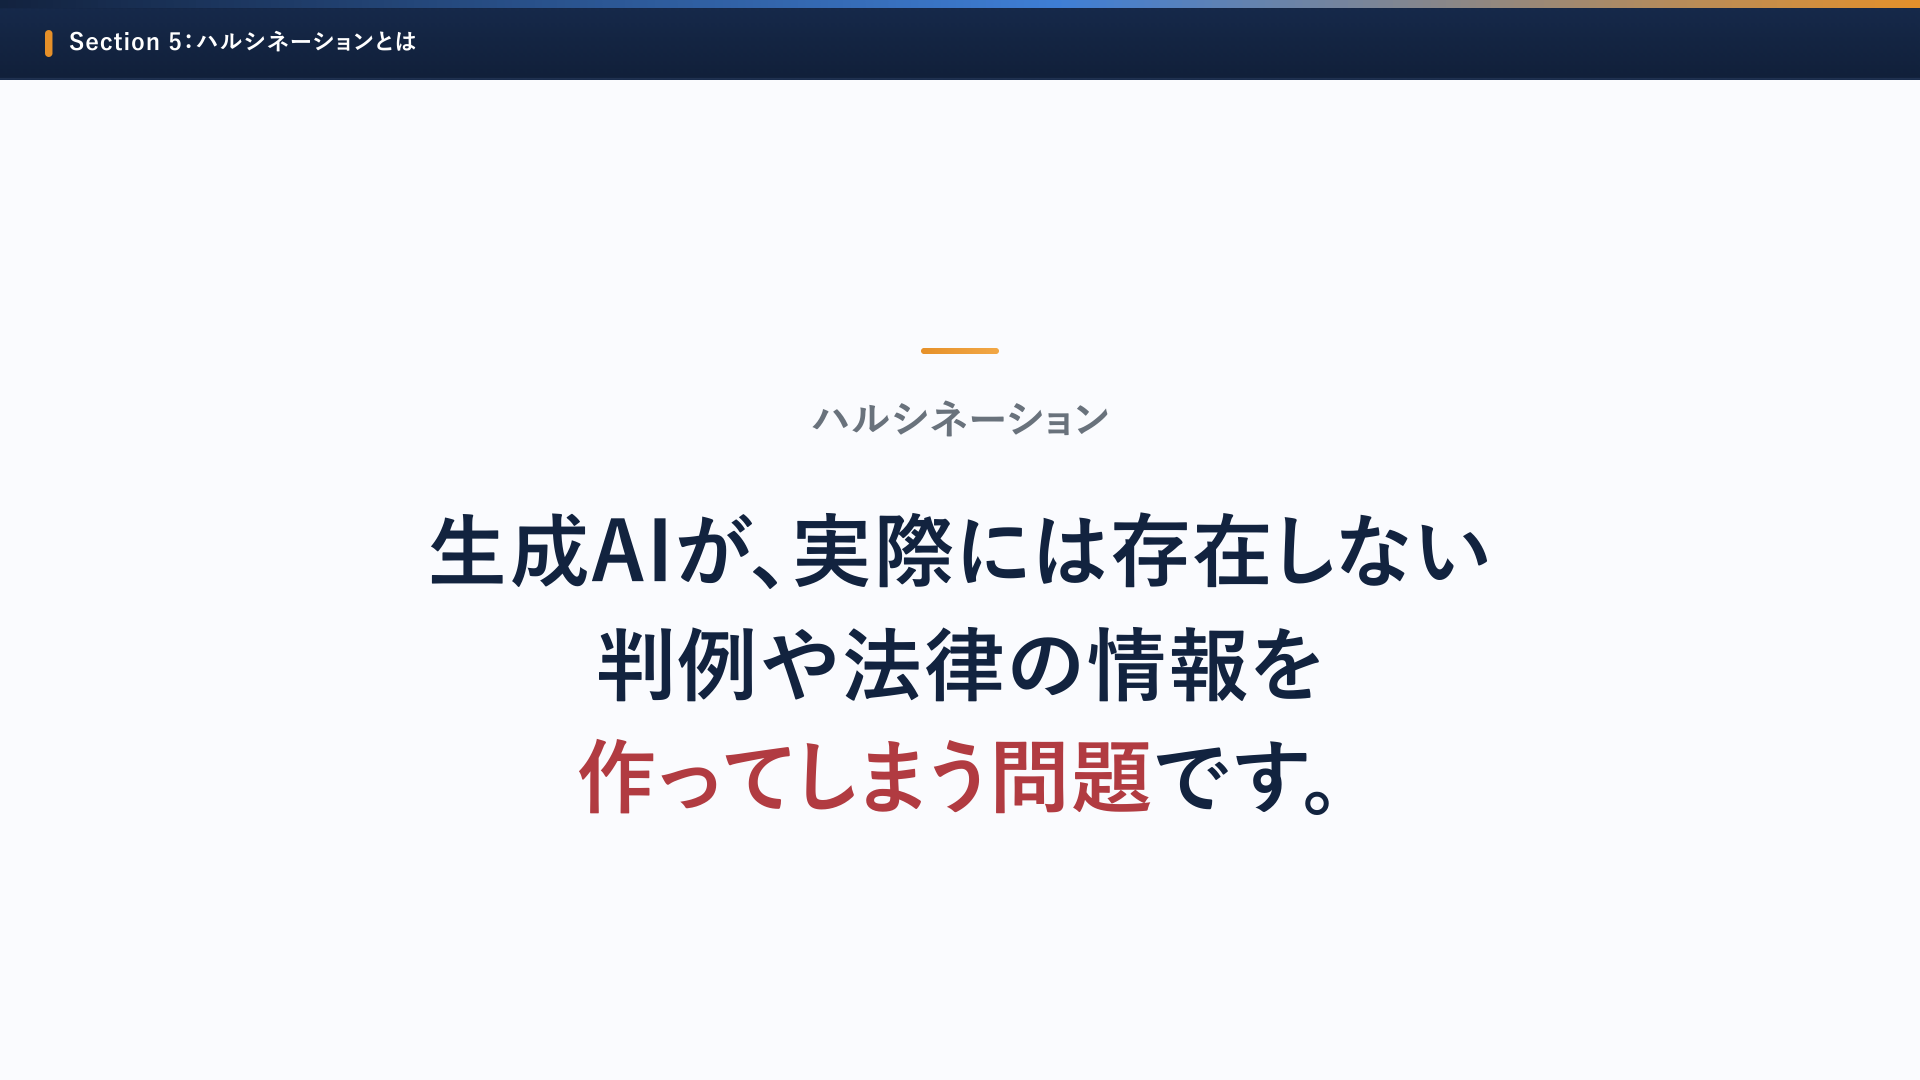 Section 5：ハルシネーションとは
ハルシネーション
生成AIが、実際には存在しない
判例や法律の情報を
作ってしまう問題です。